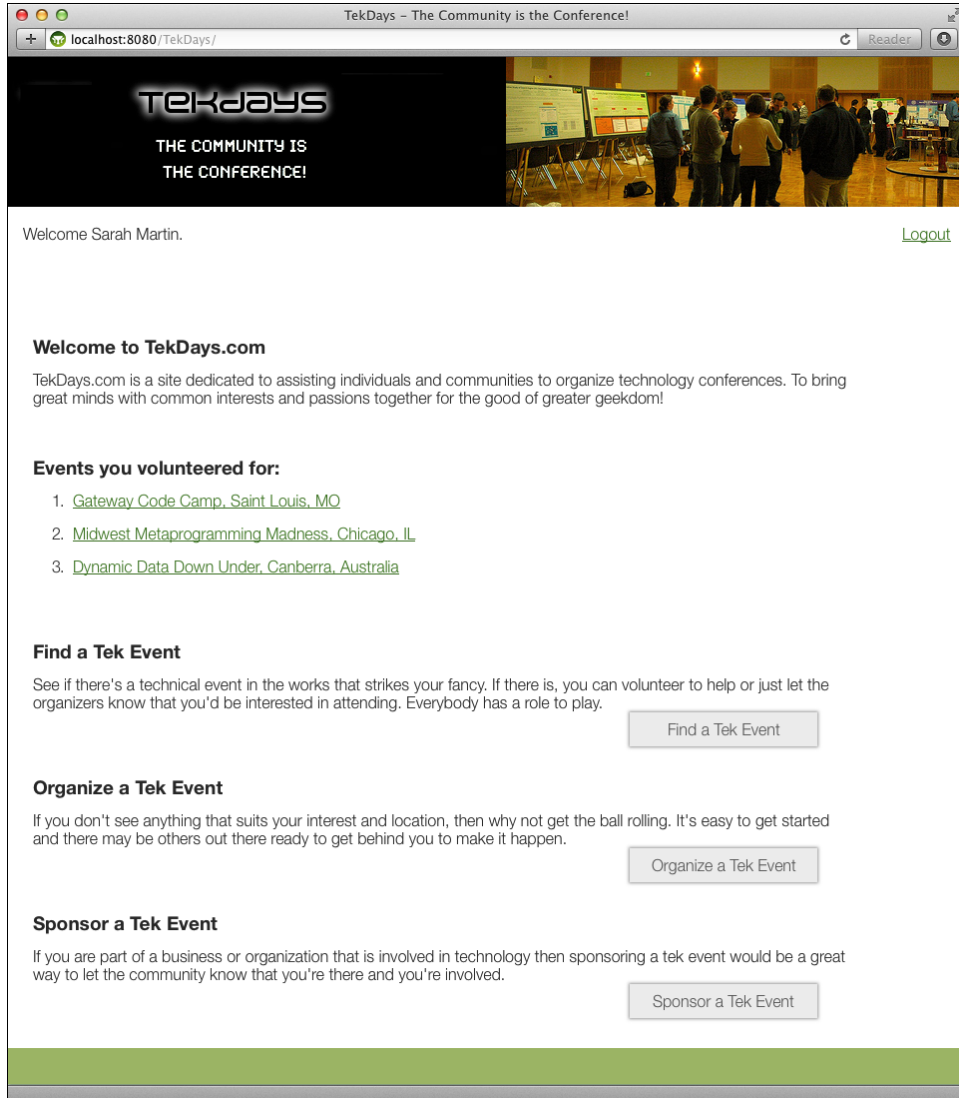 TekDays – The Community is the Conference!
+ localhost:8080/TekDays/ Reader
TekDays
THE COMMUNITY IS
THE CONFERENCE!
Welcome Sarah Martin. Logout
Welcome to TekDays.com
TekDays.com is a site dedicated to assisting individuals and communities to organize technology conferences. To bring
great minds with common interests and passions together for the good of greater geekdom!
Events you volunteered for:
1. Gateway Code Camp, Saint Louis, MO
2. Midwest Metaprogramming Madness, Chicago, IL
3. Dynamic Data Down Under, Canberra, Australia
Find a Tek Event
See if there's a technical event in the works that strikes your fancy. If there is, you can volunteer to help or just let the
organizers know that you'd be interested in attending. Everybody has a role to play.
Find a Tek Event
Organize a Tek Event
If you don't see anything that suits your interest and location, then why not get the ball rolling. It's easy to get started
and there may be others out there ready to get behind you to make it happen.
Organize a Tek Event
Sponsor a Tek Event
If you are part of a business or organization that is involved in technology then sponsoring a tek event would be a great
way to let the community know that you're there and you're involved.
Sponsor a Tek Event